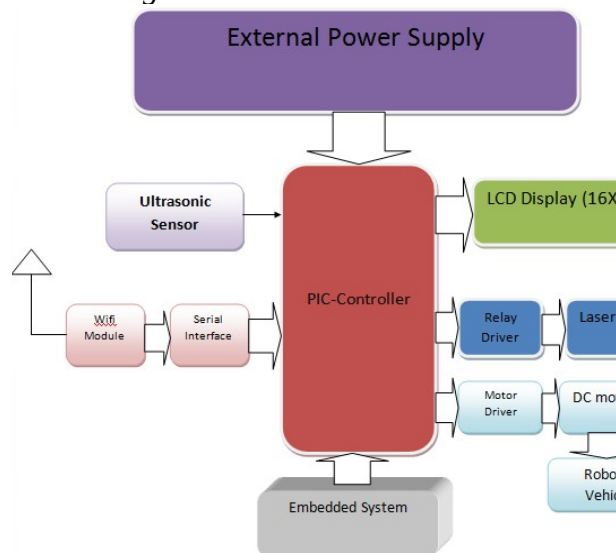 External Power Supply
Ultrasonic
Sensor
LCD Display (16X
PIC-Controller
Wifi
Module
Serial
Interface
Relay
Driver
Laser
Motor
Driver
DC mo
Robo
Vehic
Embedded System